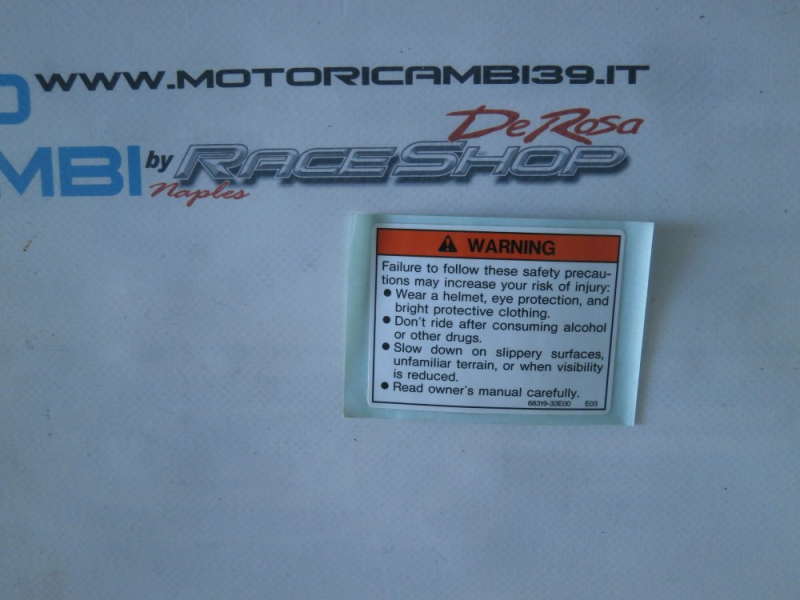 O WWW.MOTORICAMBI39.IT
De Rosa
MBI by RACE SHOP
Naples
WARNING
Failure to follow these safety precau-
tions may increase your risk of injury:
● Wear a helmet, eye protection, and
bright protective clothing.
● Don't ride after consuming alcohol
or other drugs.
● Slow down on slippery surfaces,
unfamiliar terrain, or when visibility
is reduced.
● Read owner's manual carefully.
68319-33E00 E03